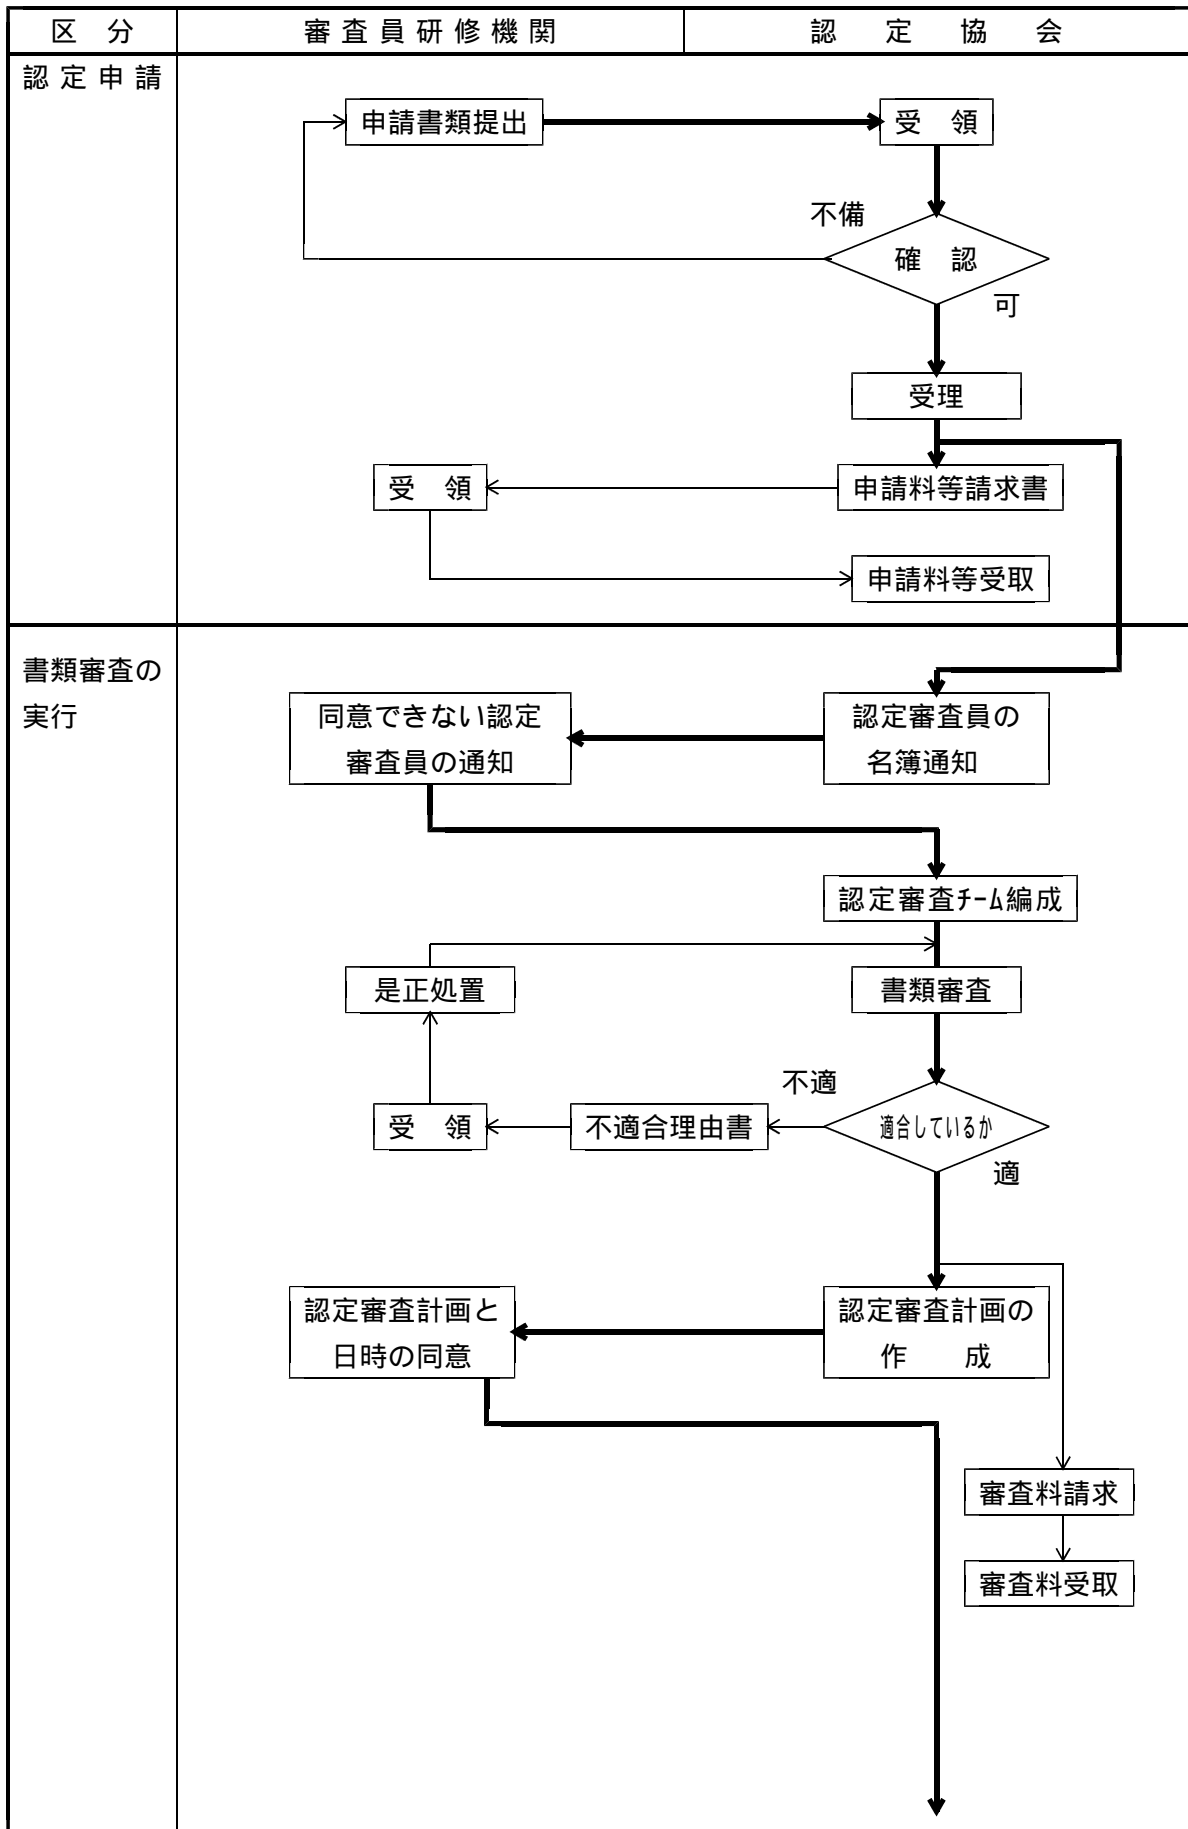 区 分 審査員研修機関 認 定 協 会
認定申請
申請書類提出 受 領
不備
確 認
可
受理
受 領 申請料等請求書
申請料等受取
書類審査の
実行
同意できない認定
審査員の通知
認定審査員の
名簿通知
認定審査ﾁｰﾑ編成
是正処置 書類審査
不適
受 領 不適合理由書 適合しているか
適
認定審査計画と
日時の同意
認定審査計画の
作 成
審査料請求
審査料受取